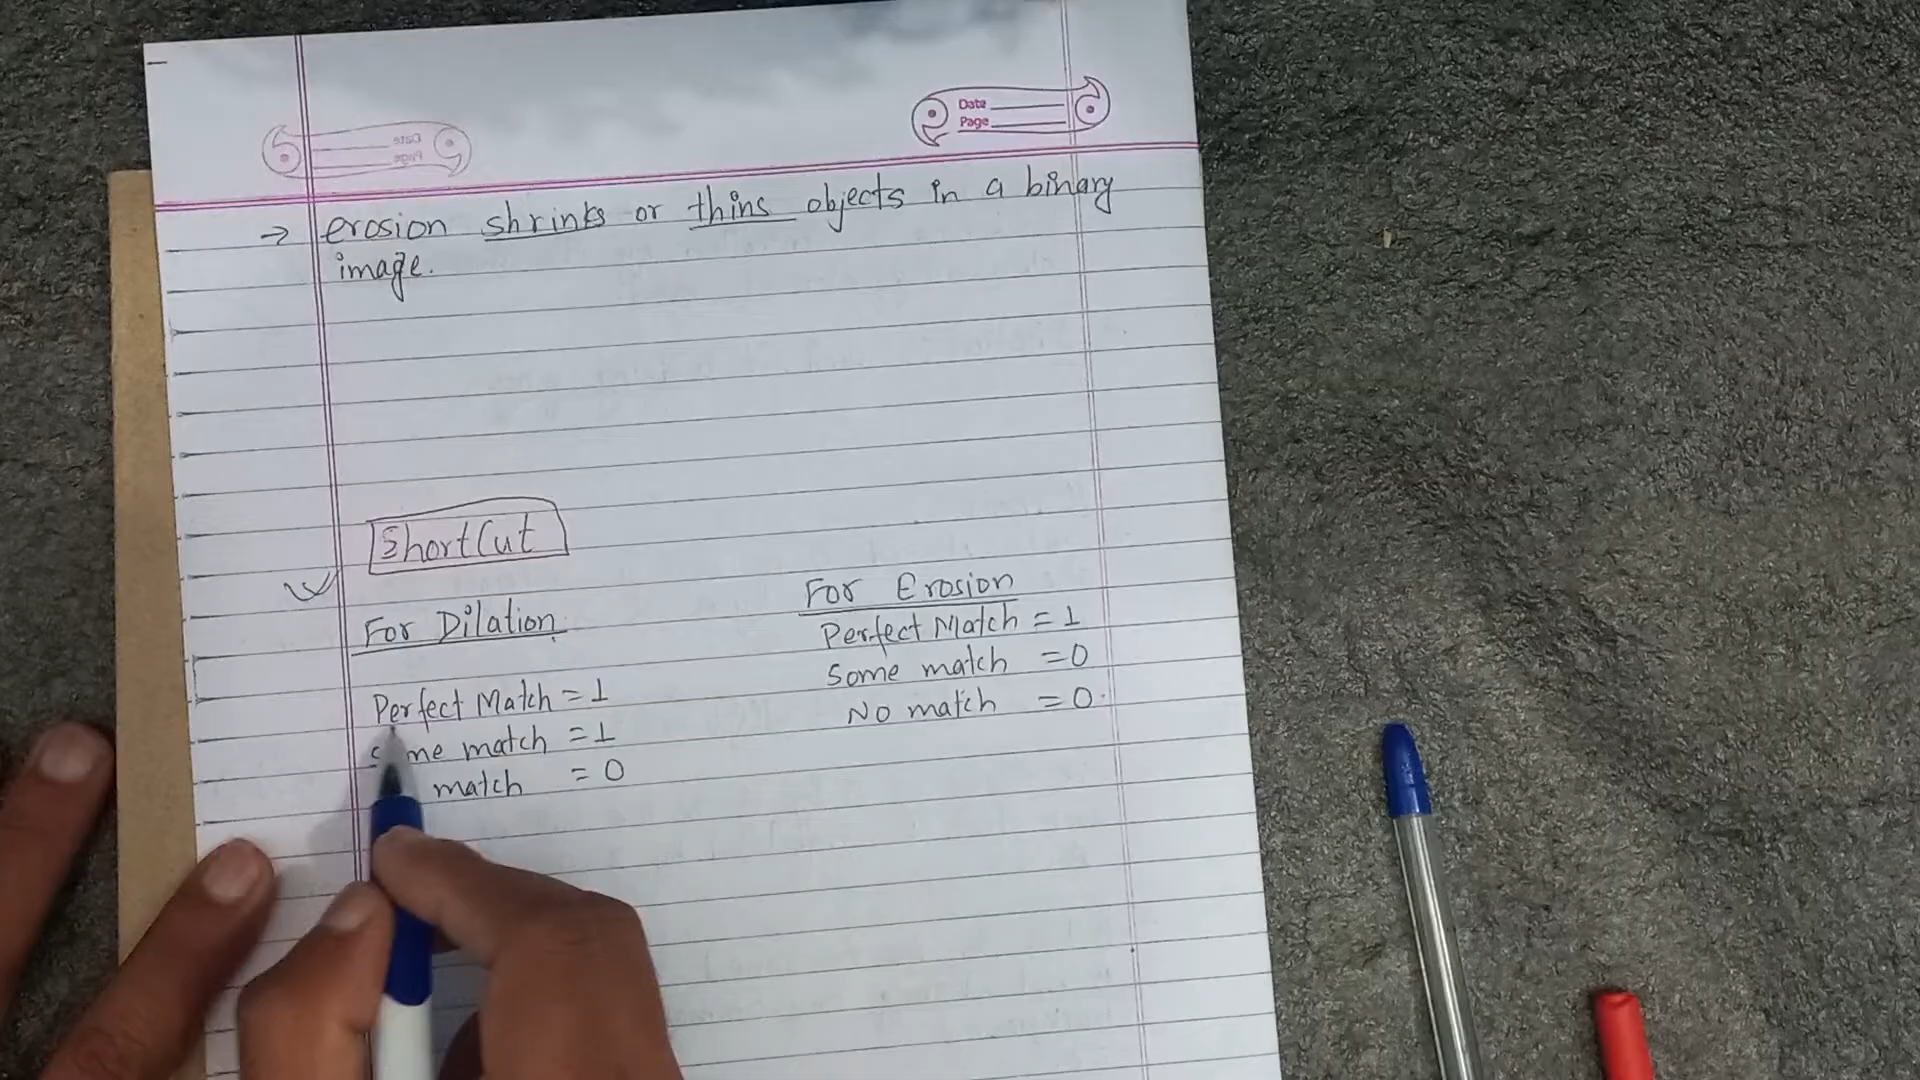 Date
Page
→ erosion shrinks or thins objects in a binary
image.
ShortCut
For Dilation
Perfect Match = 1
Some match = 1
match = 0
For Erosion
Perfect Match = 1
Some match = 0
No match = 0